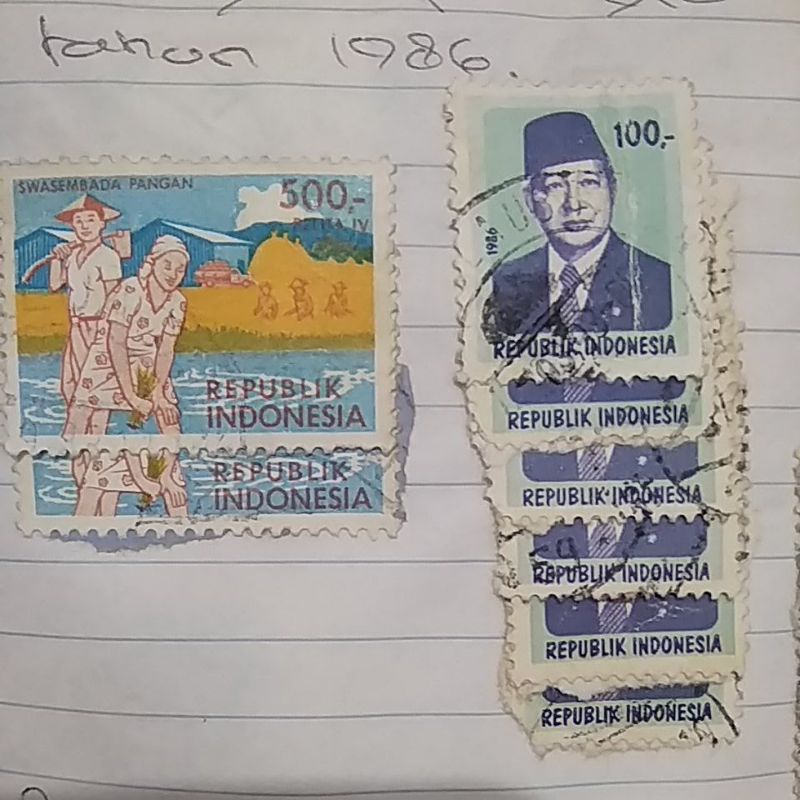 tahun 1986.
SWASEMBADA PANGAN
500,-
PELITA IV
REPUBLIK
INDONESIA
REPUBLIK
INDONESIA
100,-
1986
REPUBLIK INDONESIA
REPUBLIK INDONESIA
REPUBLIK INDONESIA
REPUBLIK INDONESIA
REPUBLIK INDONESIA
REPUBLIK INDONESIA